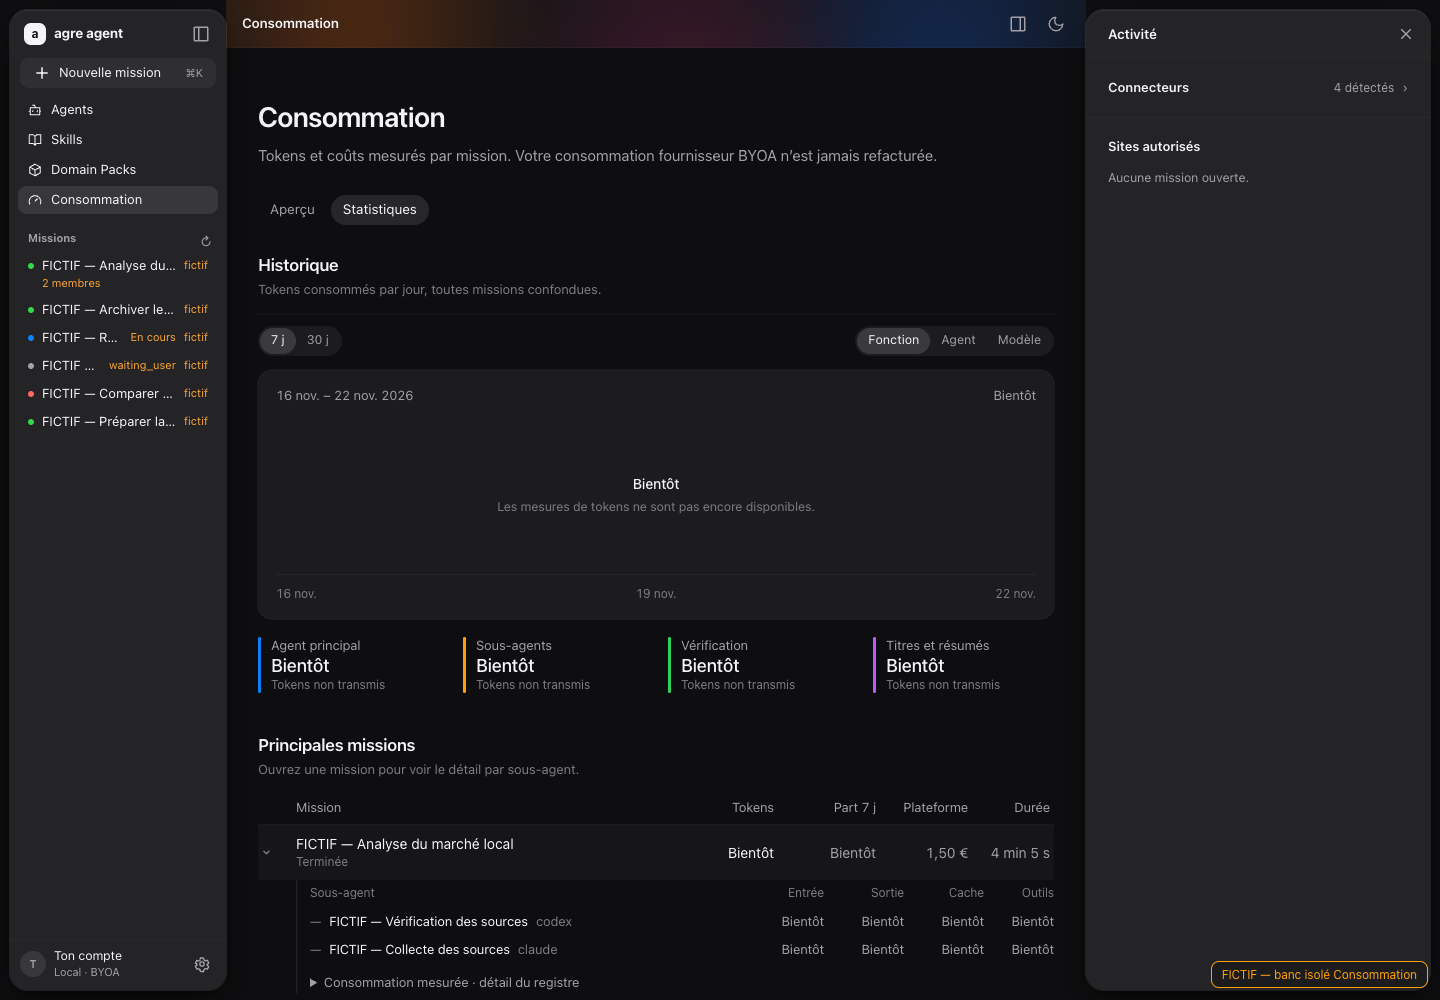 a agre agent
Nouvelle mission ⌘K
Agents
Skills
Domain Packs
Consommation
Missions
FICTIF — Analyse du... fictif
2 membres
FICTIF — Archiver le... fictif
FICTIF — R... En cours fictif
FICTIF ... waiting_user fictif
FICTIF — Comparer ... fictif
FICTIF — Préparer la... fictif
T Ton compte
Local · BYOA
Consommation
Consommation
Tokens et coûts mesurés par mission. Votre consommation fournisseur BYOA n’est jamais refacturée.
Aperçu Statistiques
Historique
Tokens consommés par jour, toutes missions confondues.
7 j 30 j Fonction Agent Modèle
16 nov. – 22 nov. 2026 Bientôt
Bientôt
Les mesures de tokens ne sont pas encore disponibles.
16 nov. 19 nov. 22 nov.
Agent principal Sous-agents Vérification Titres et résumés
Bientôt Bientôt Bientôt Bientôt
Tokens non transmis Tokens non transmis Tokens non transmis Tokens non transmis
Principales missions
Ouvrez une mission pour voir le détail par sous-agent.
Mission Tokens Part 7 j Plateforme Durée
FICTIF — Analyse du marché local Bientôt Bientôt 1,50 € 4 min 5 s
Terminée
Sous-agent Entrée Sortie Cache Outils
— FICTIF — Vérification des sources codex Bientôt Bientôt Bientôt Bientôt
— FICTIF — Collecte des sources claude Bientôt Bientôt Bientôt Bientôt
▶ Consommation mesurée · détail du registre
Activité
Connecteurs 4 détectés ›
Sites autorisés
Aucune mission ouverte.
FICTIF — banc isolé Consommation